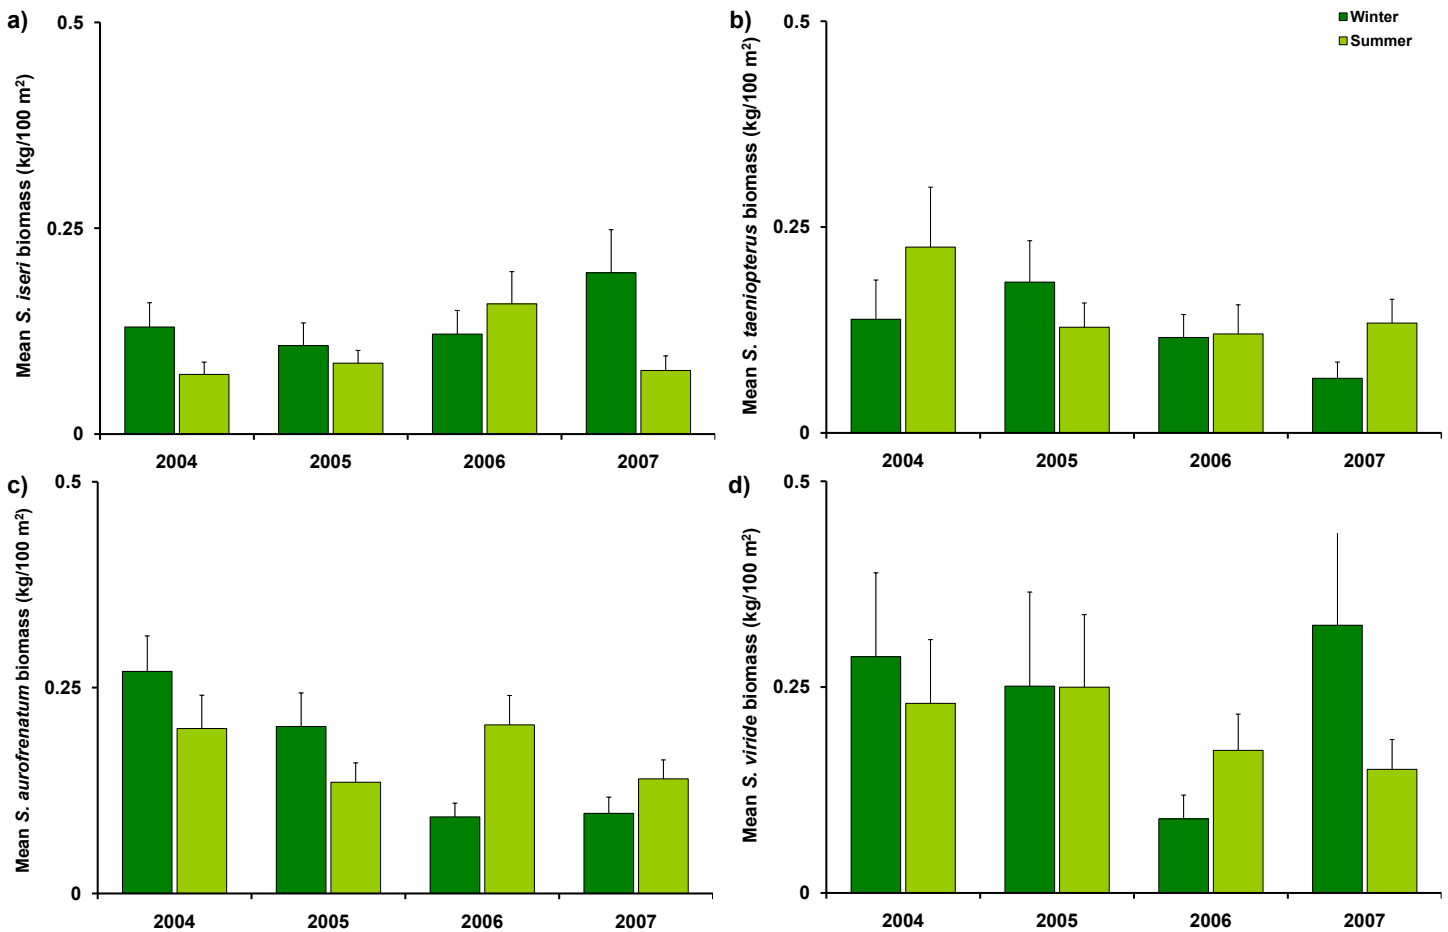 a)
0.5
0.25
0
Mean S. iseri biomass (kg/100 m²)
2004 2005 2006 2007
b)
0.5
0.25
0
Mean S. taeniopterus biomass (kg/100 m²)
Winter
Summer
2004 2005 2006 2007
c)
0.5
0.25
0
Mean S. aurofrenatum biomass (kg/100 m²)
2004 2005 2006 2007
d)
0.5
0.25
0
Mean S. viride biomass (kg/100 m²)
2004 2005 2006 2007